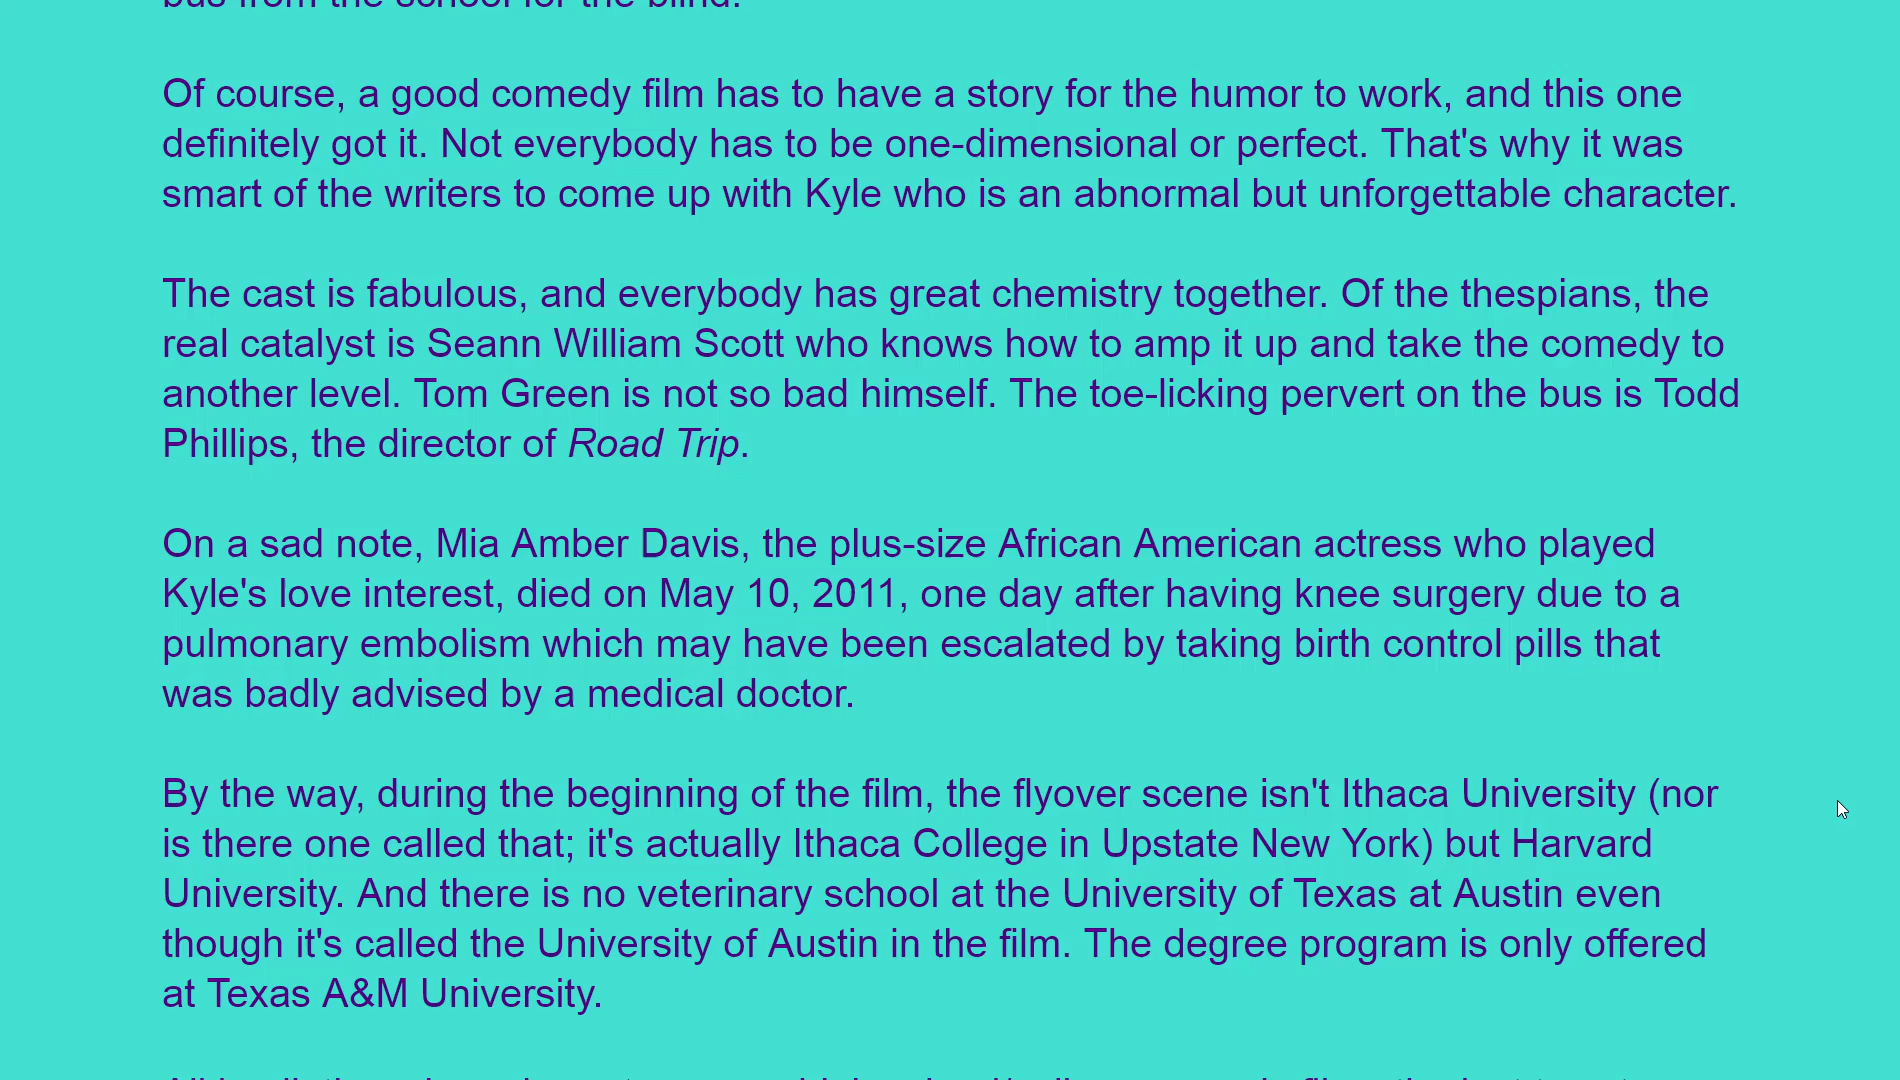 bus from the school for the blind.
Of course, a good comedy film has to have a story for the humor to work, and this one
definitely got it. Not everybody has to be one-dimensional or perfect. That's why it was
smart of the writers to come up with Kyle who is an abnormal but unforgettable character.
The cast is fabulous, and everybody has great chemistry together. Of the thespians, the
real catalyst is Seann William Scott who knows how to amp it up and take the comedy to
another level. Tom Green is not so bad himself. The toe-licking pervert on the bus is Todd
Phillips, the director of Road Trip.
On a sad note, Mia Amber Davis, the plus-size African American actress who played
Kyle's love interest, died on May 10, 2011, one day after having knee surgery due to a
pulmonary embolism which may have been escalated by taking birth control pills that
was badly advised by a medical doctor.
By the way, during the beginning of the film, the flyover scene isn't Ithaca University (nor
is there one called that; it's actually Ithaca College in Upstate New York) but Harvard
University. And there is no veterinary school at the University of Texas at Austin even
though it's called the University of Austin in the film. The degree program is only offered
at Texas A&M University.